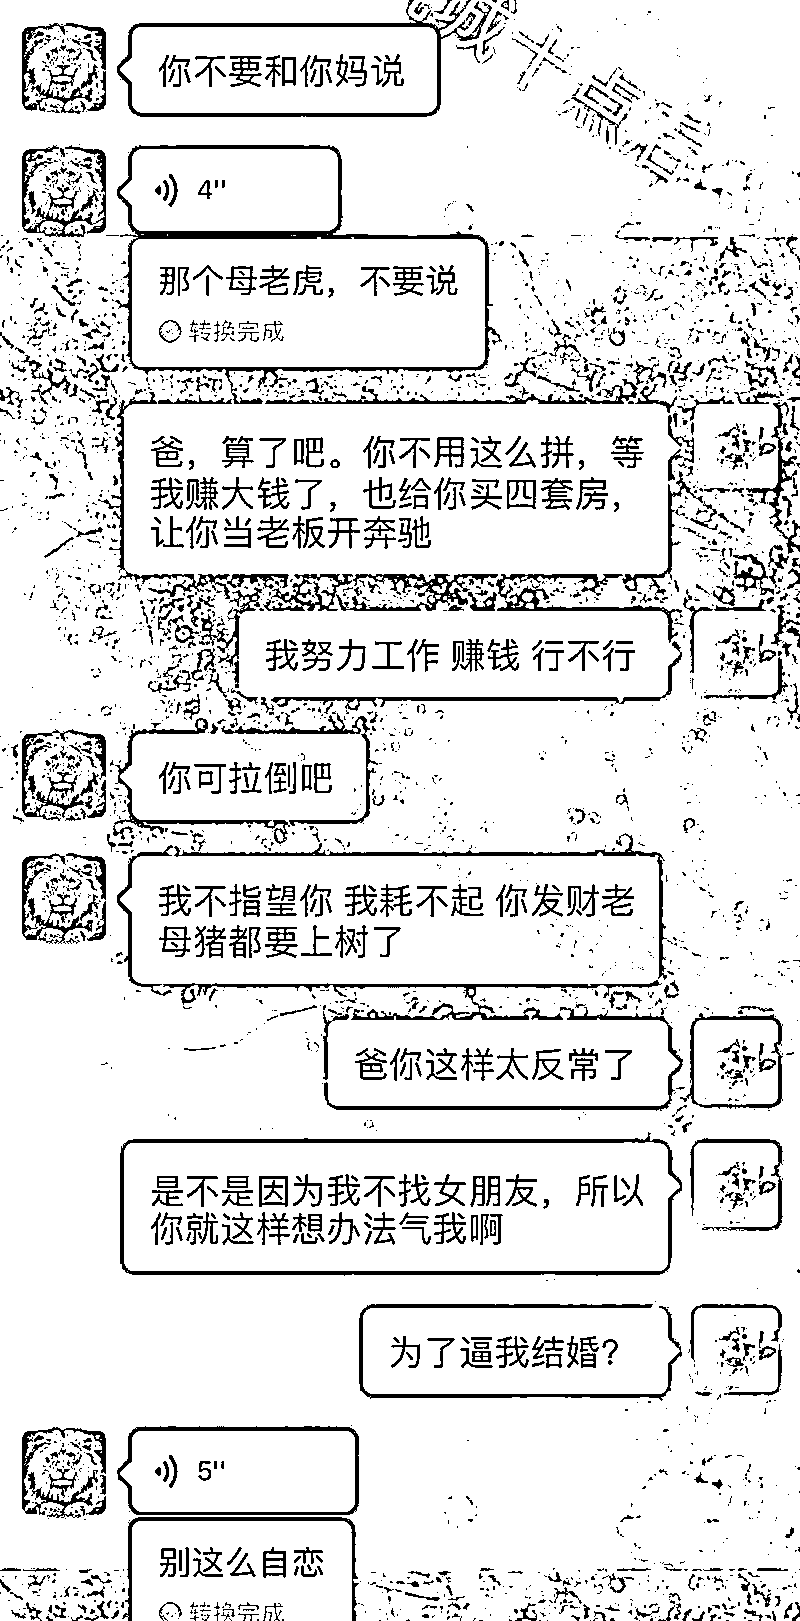 城十点言
你不要和你妈说
4"
那个母老虎，不要说
转换完成
爸，算了吧。你不用这么拼，等
我赚大钱了，也给你买四套房，
让你当老板开奔驰
我努力工作 赚钱 行不行
你可拉倒吧
我不指望你 我耗不起 你发财老
母猪都要上树了
爸你这样太反常了
是不是因为我不找女朋友，所以
你就这样想办法气我啊
为了逼我结婚？
5"
别这么自恋
转换完成